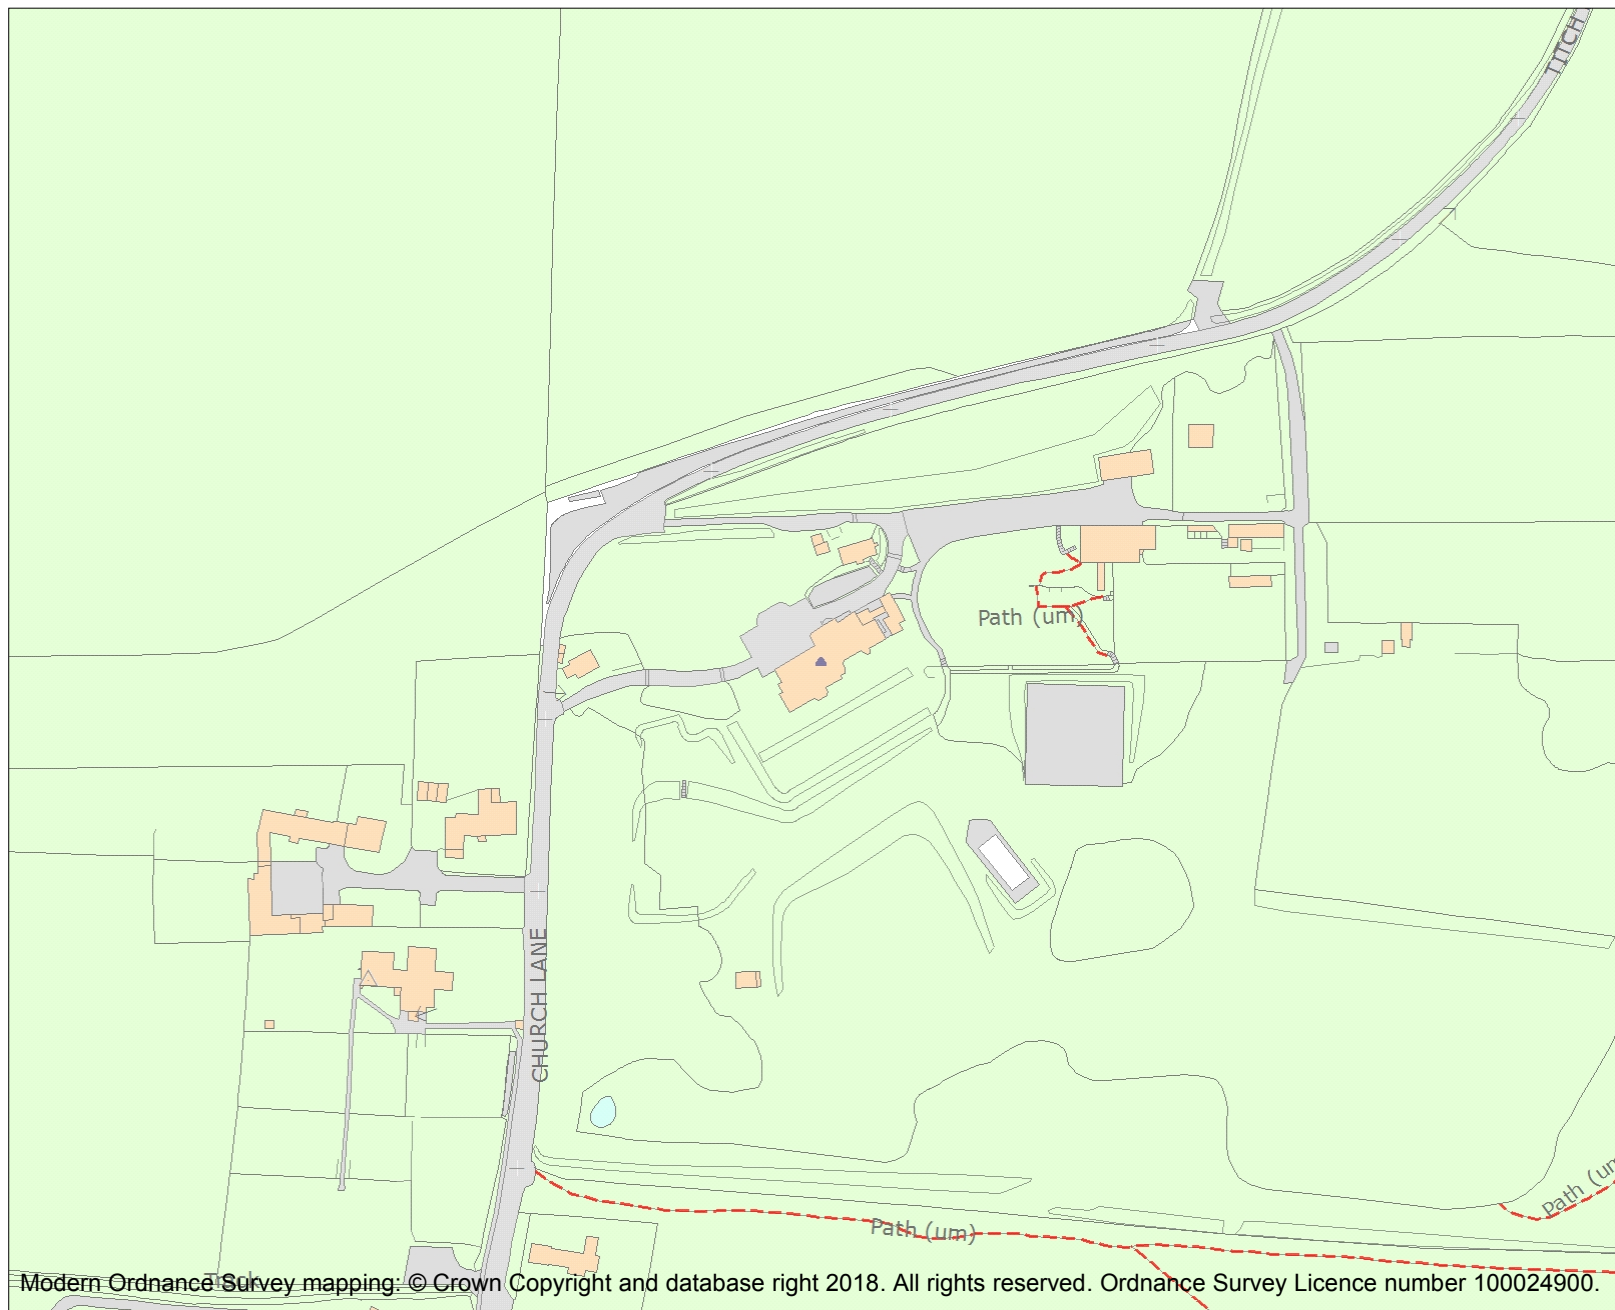 TITCH
Path (um)
CHURCH LANE
Path (um)
Path (um
Track
Modern Ordnance Survey mapping: © Crown Copyright and database right 2018. All rights reserved. Ordnance Survey Licence number 100024900.